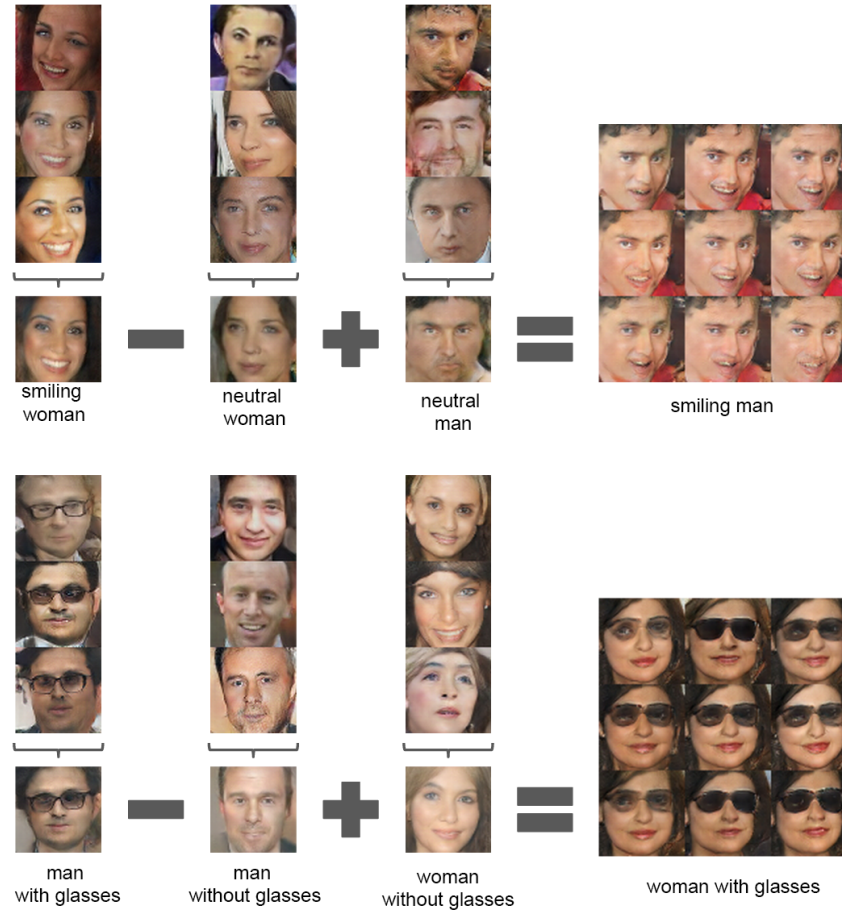 smiling
woman
neutral
woman
neutral
man
smiling man
man
with glasses
man
without glasses
woman
without glasses
woman with glasses